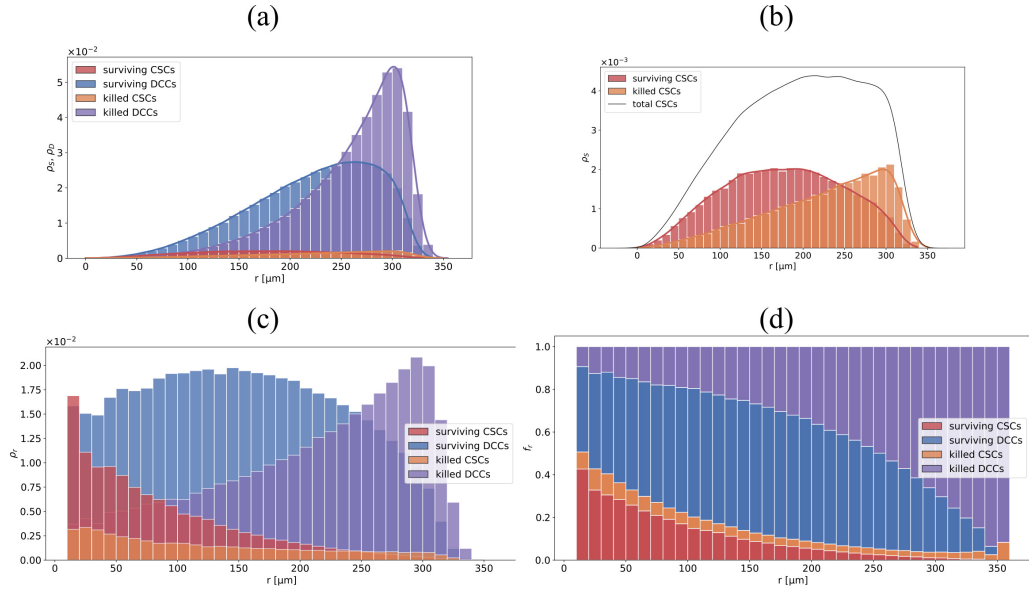 (a)
(b)
×10⁻²
surviving CSCs
surviving DCCs
killed CSCs
killed DCCs
ρS, ρD
5
4
3
2
1
0
0 50 100 150 200 250 300 350
r [μm]
×10⁻³
surviving CSCs
killed CSCs
total CSCs
ρS
4
3
2
1
0
0 50 100 150 200 250 300 350
r [μm]
(c)
(d)
×10⁻²
2.00
1.75
1.50
1.25
1.00
0.75
0.50
0.25
0.00
ρr
surviving CSCs
surviving DCCs
killed CSCs
killed DCCs
0 50 100 150 200 250 300 350
r [μm]
1.0
0.8
0.6
0.4
0.2
0.0
fr
surviving CSCs
surviving DCCs
killed CSCs
killed DCCs
0 50 100 150 200 250 300 350
r [μm]